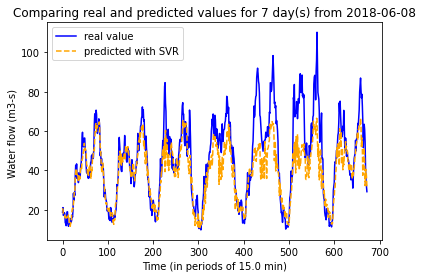 Comparing real and predicted values for 7 day(s) from 2018-06-08
real value
predicted with SVR
Water flow (m3-s)
100
80
60
40
20
0 100 200 300 400 500 600 700
Time (in periods of 15.0 min)